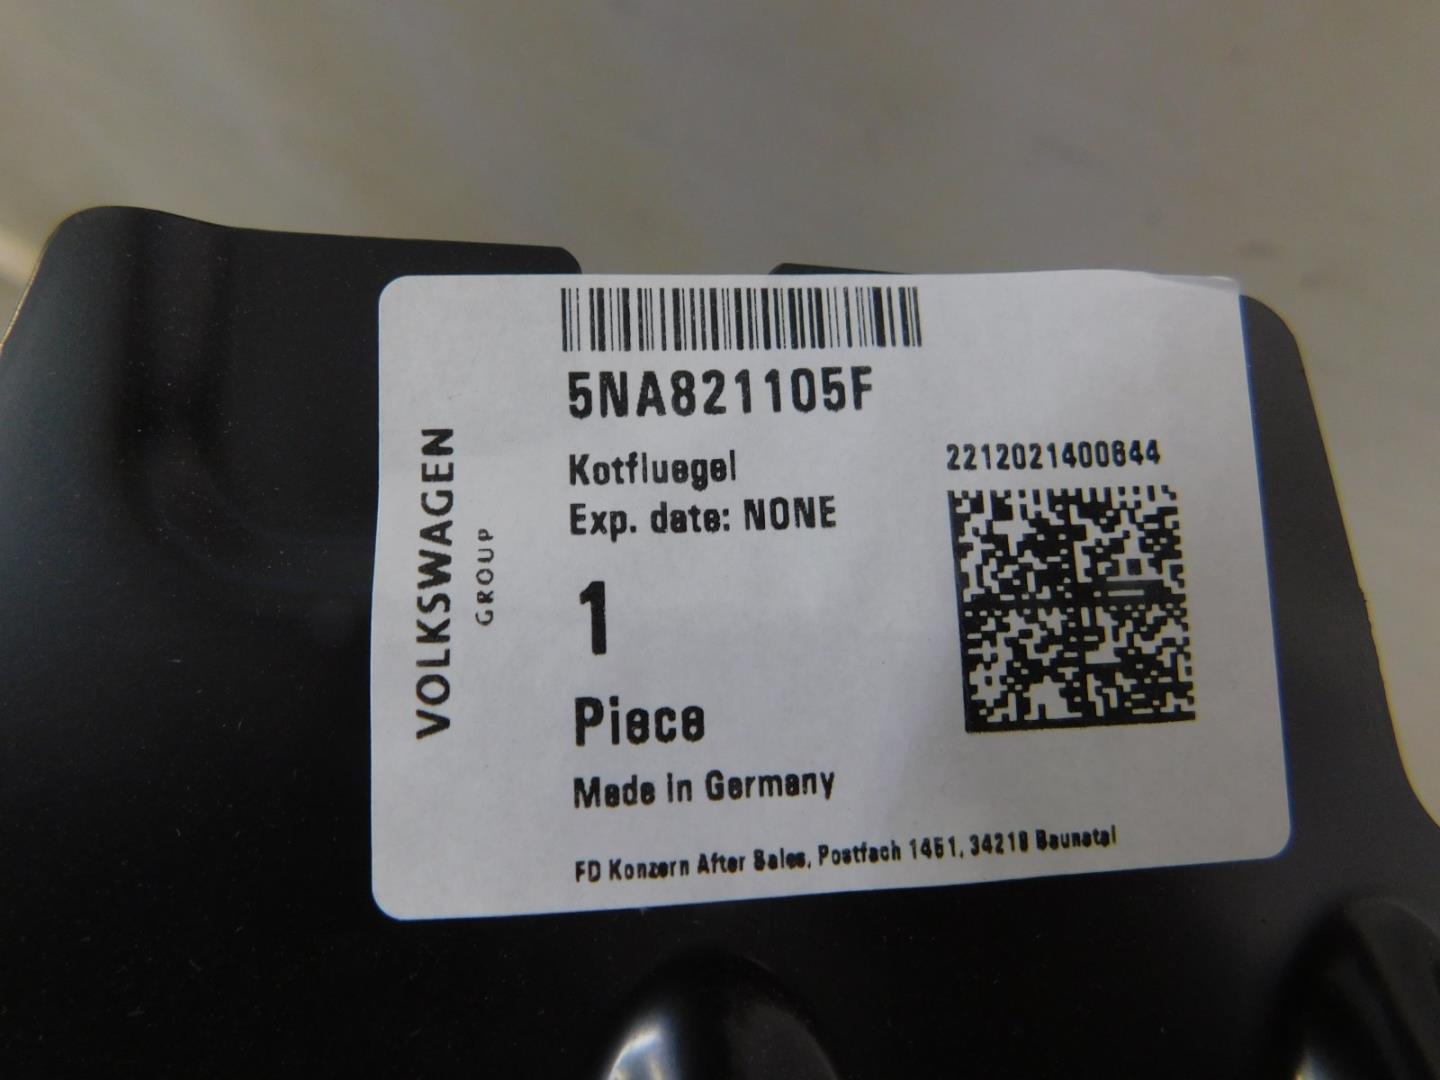 VOLKSWAGEN
GROUP
5NA821105F
Kotfluegel
Exp. date: NONE
1
Piece
Made in Germany
2212021400644
FD Konzern After Sales, Postfach 1451, 34218 Baunatal